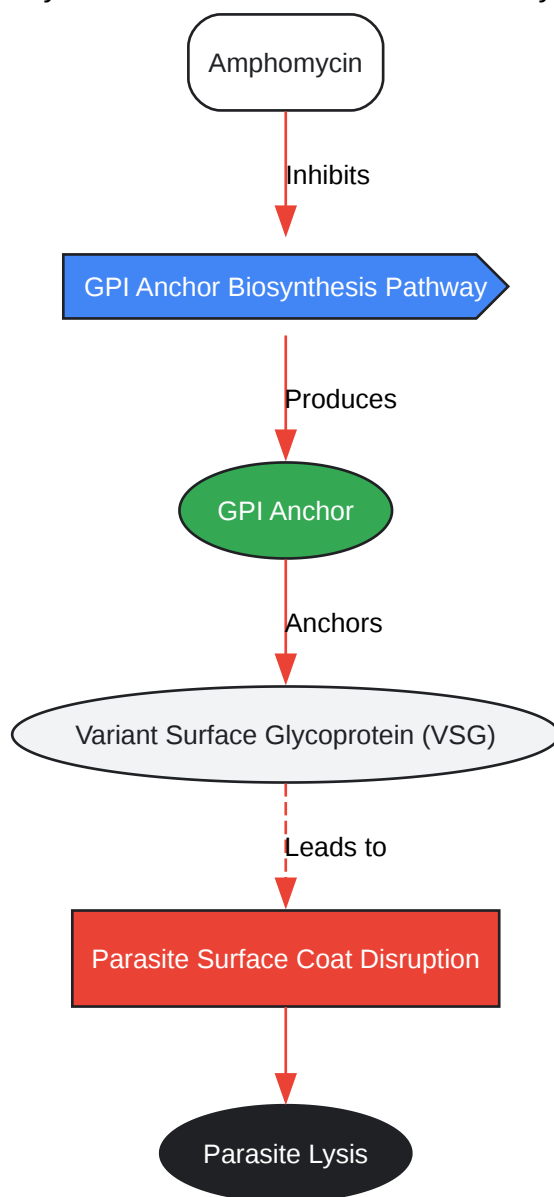 Amphomycin
Inhibits
GPI Anchor Biosynthesis Pathway
Produces
GPI Anchor
Anchors
Variant Surface Glycoprotein (VSG)
Leads to
Parasite Surface Coat Disruption
Parasite Lysis